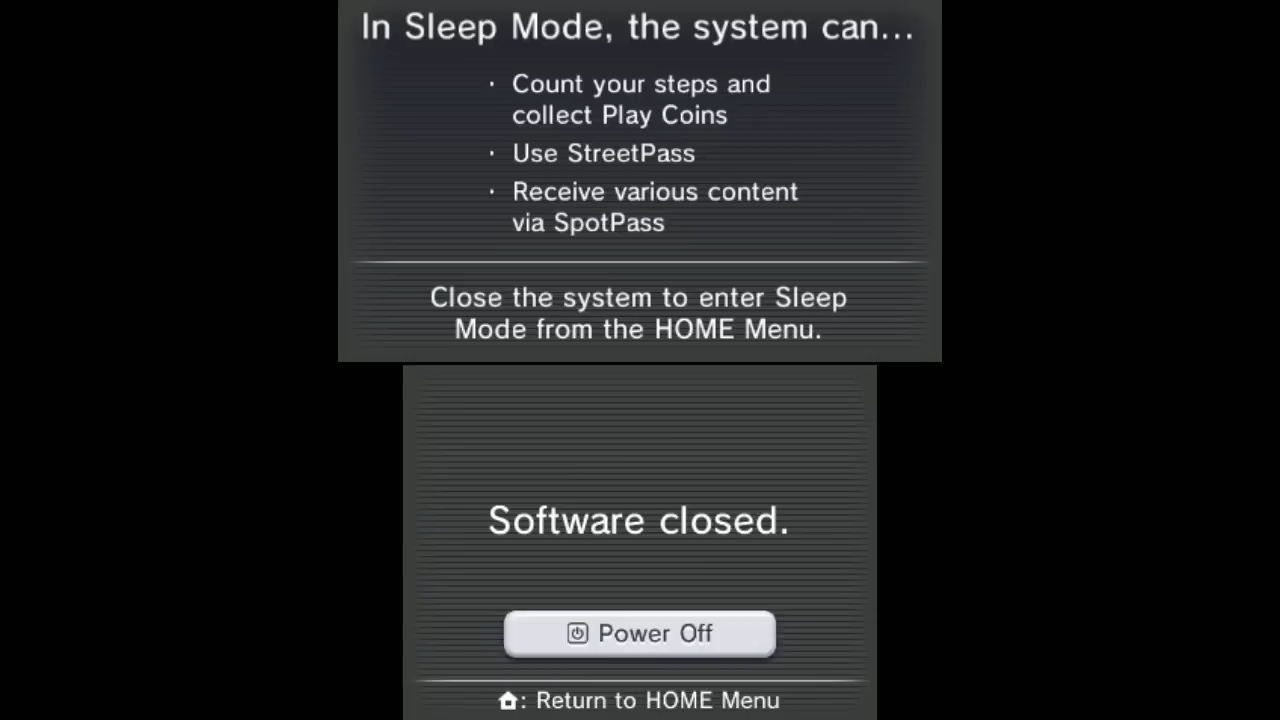 In Sleep Mode, the system can...
· Count your steps and
collect Play Coins
· Use StreetPass
· Receive various content
via SpotPass
Close the system to enter Sleep
Mode from the HOME Menu.
Software closed.
Power Off
: Return to HOME Menu